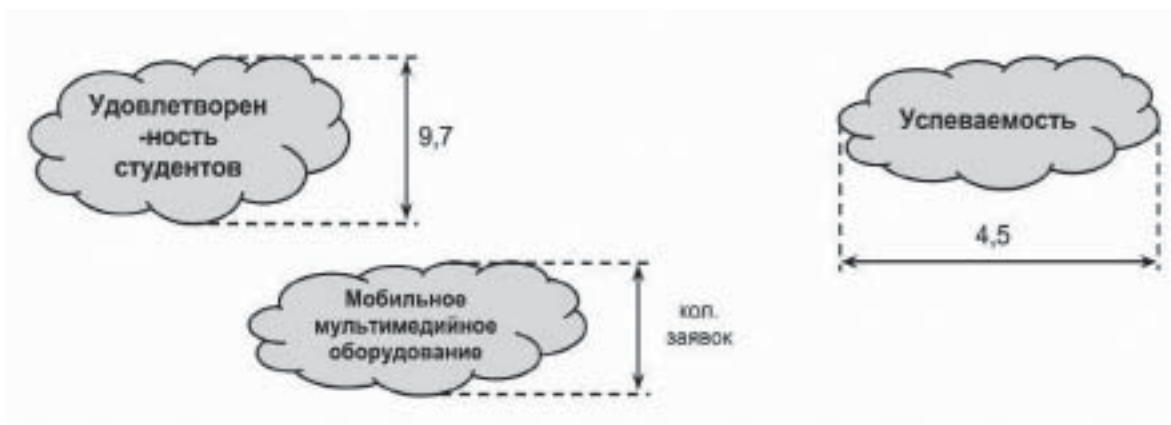 Удовлетворен
-ность
студентов
9,7
Успеваемость
4,5
Мобильное
мультимедийное
оборудование
кол.
заявок